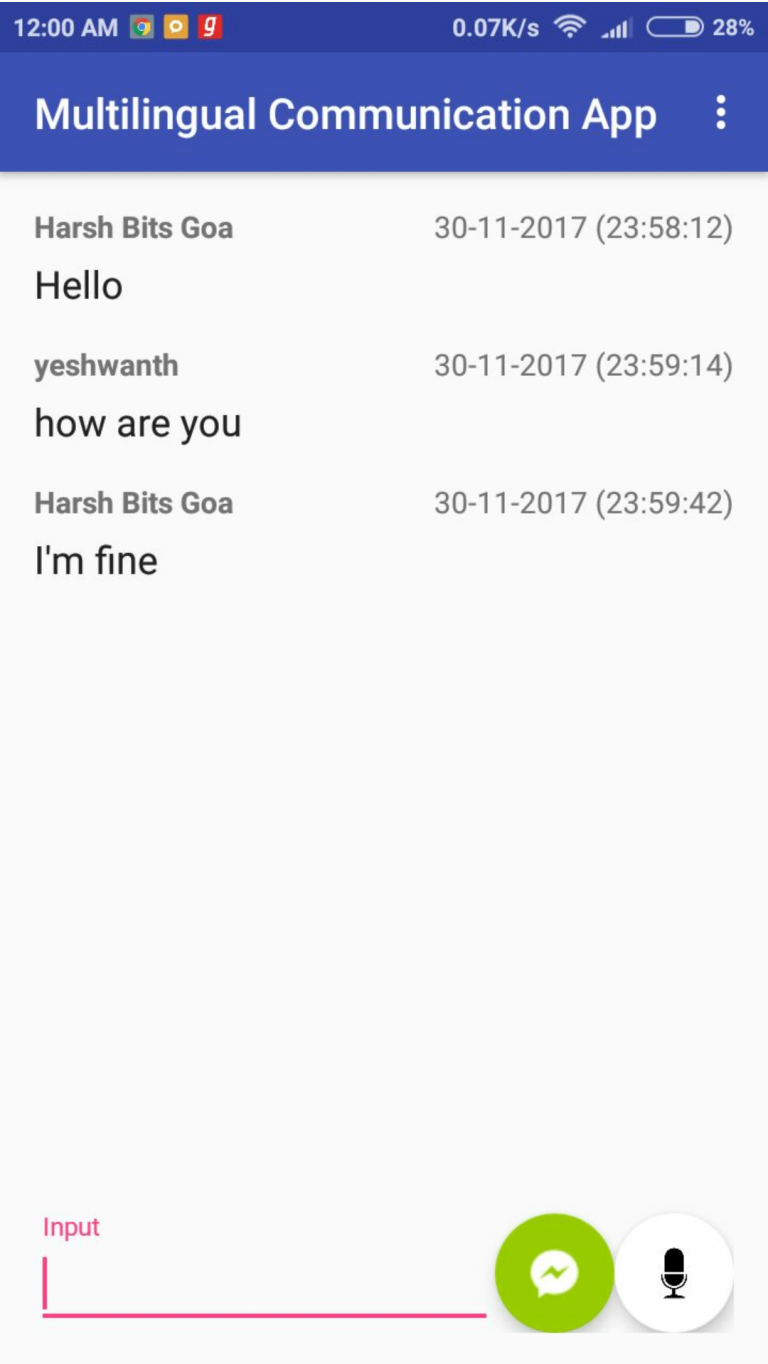 12:00 AM 0.07K/s 28%
Multilingual Communication App
Harsh Bits Goa 30-11-2017 (23:58:12)
Hello
yeshwanth 30-11-2017 (23:59:14)
how are you
Harsh Bits Goa 30-11-2017 (23:59:42)
I'm fine
Input